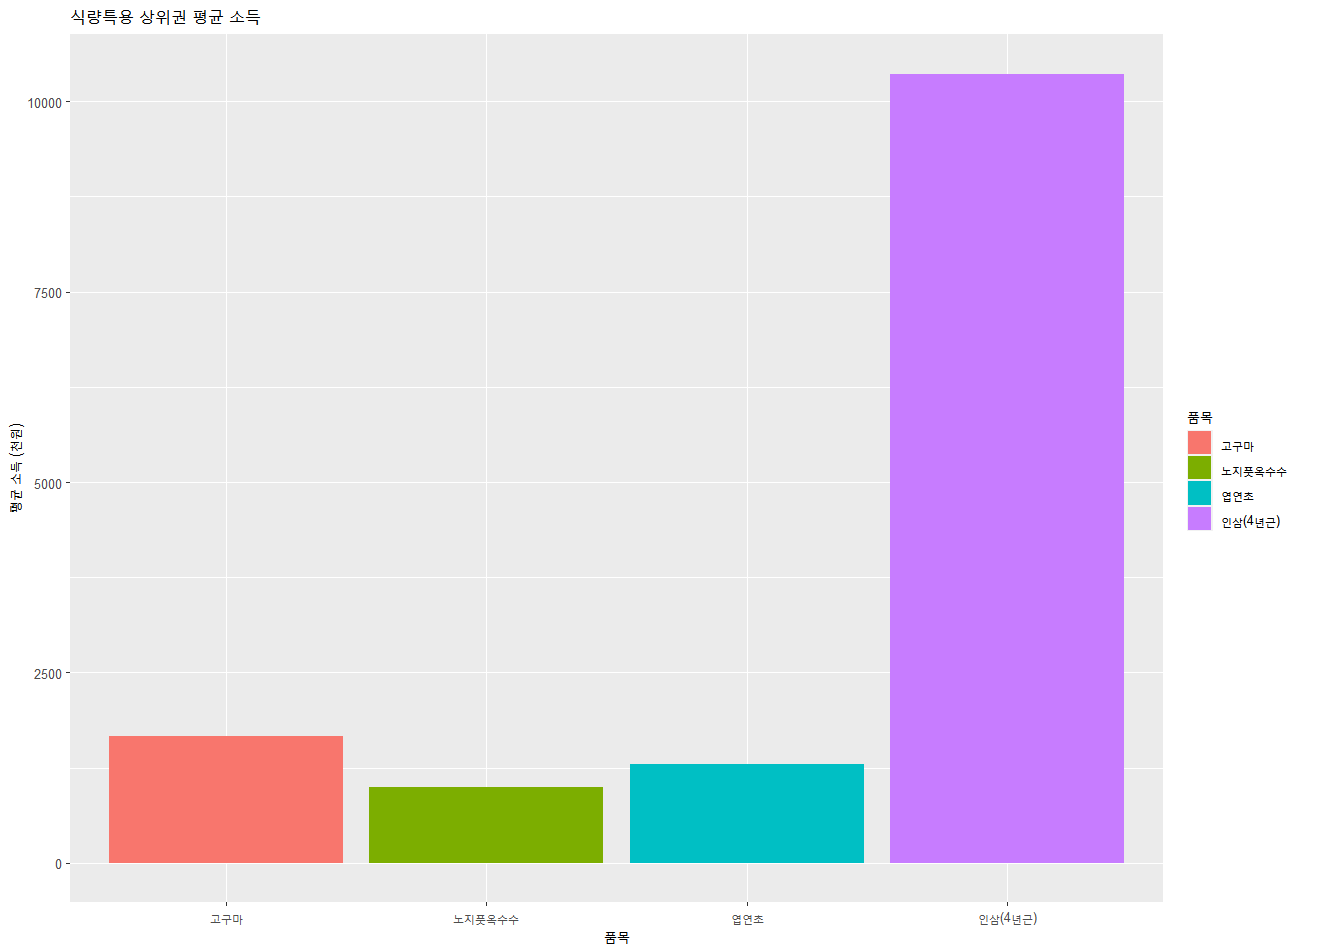 식량특용 상위권 평균 소득
평균 소득 (천원)
10000
7500
5000
2500
0
고구마
노지풋옥수수
엽연초
인삼(4년근)
품목
품목
고구마
노지풋옥수수
엽연초
인삼(4년근)